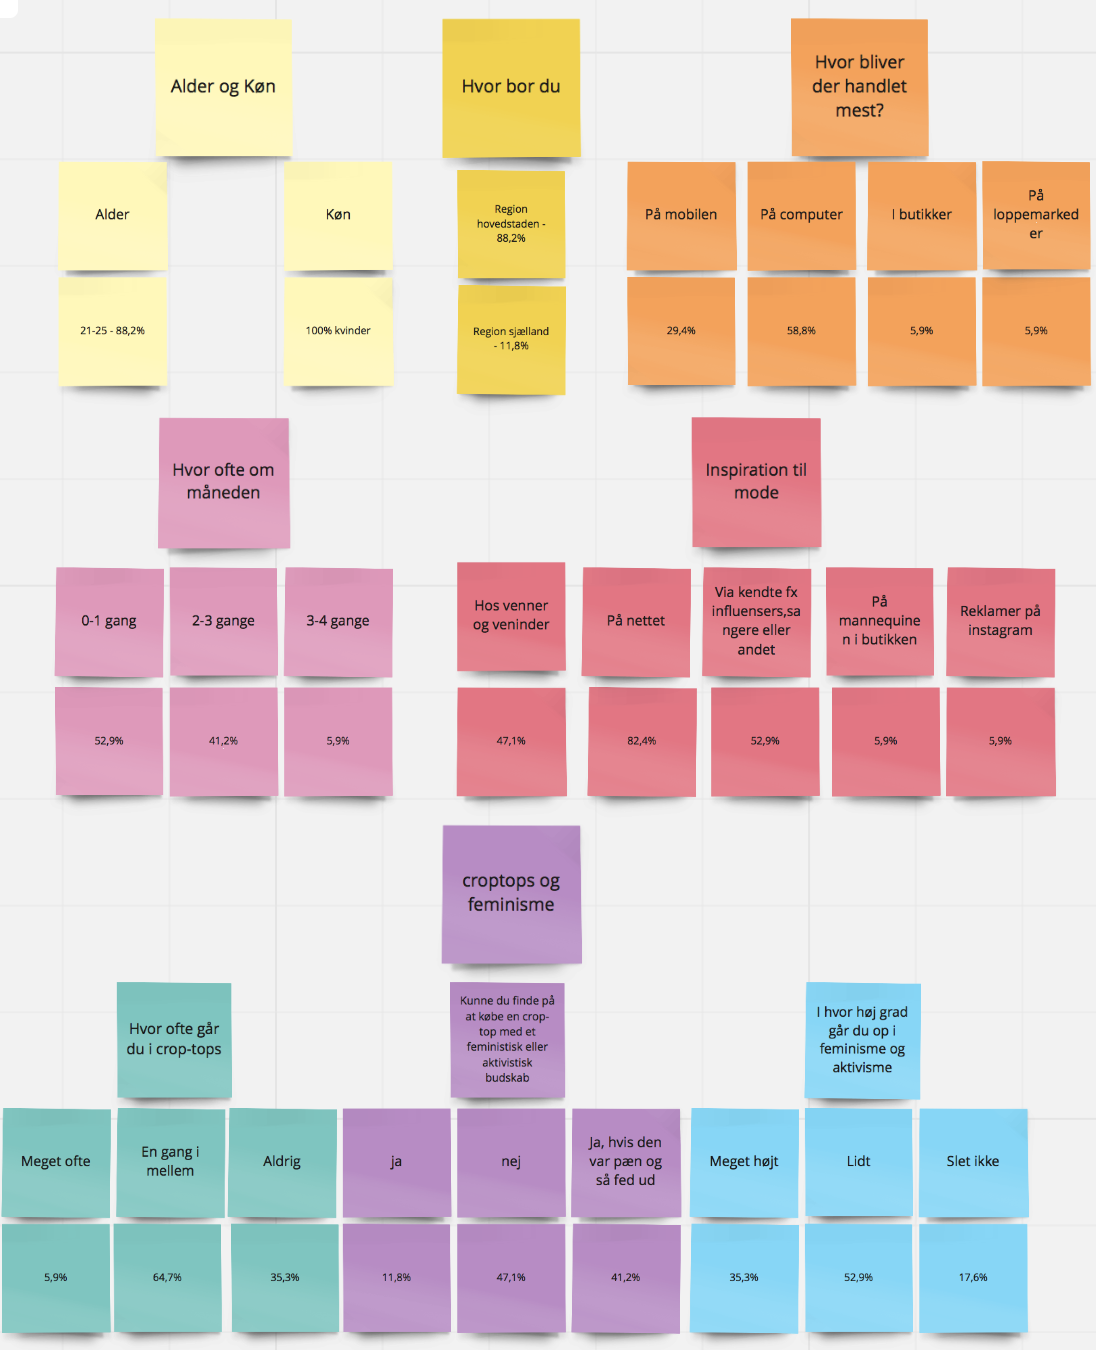 Alder og Køn
Hvor bor du
Hvor bliver
der handlet
mest?
Alder
Køn
Region
hovedstaden -
88,2%
På mobilen
På computer
I butikker
På
loppemarked
er
21-25 - 88,2%
100% kvinder
Region sjælland
- 11,8%
29,4%
58,8%
5,9%
5,9%
Hvor ofte om
måneden
Inspiration til
mode
0-1 gang
2-3 gange
3-4 gange
Hos venner
og veninder
På nettet
Via kendte fx
influensers,sa
ngere eller
andet
På
mannequine
n i butikken
Reklamer på
instagram
52,9%
41,2%
5,9%
47,1%
82,4%
52,9%
5,9%
5,9%
croptops og
feminisme
Hvor ofte går
du i crop-tops
Kunne du finde på
at købe en crop-
top med et
feministisk eller
aktivistisk
budskab
I hvor høj grad
går du op i
feminisme og
aktivisme
Meget ofte
En gang i
mellem
Aldrig
ja
nej
Ja, hvis den
var pæn og
så fed ud
Meget højt
Lidt
Slet ikke
5,9%
64,7%
35,3%
11,8%
47,1%
41,2%
35,3%
52,9%
17,6%